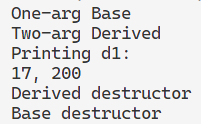 One-arg Base
Two-arg Derived
Printing d1:
17, 200
Derived destructor
Base destructor